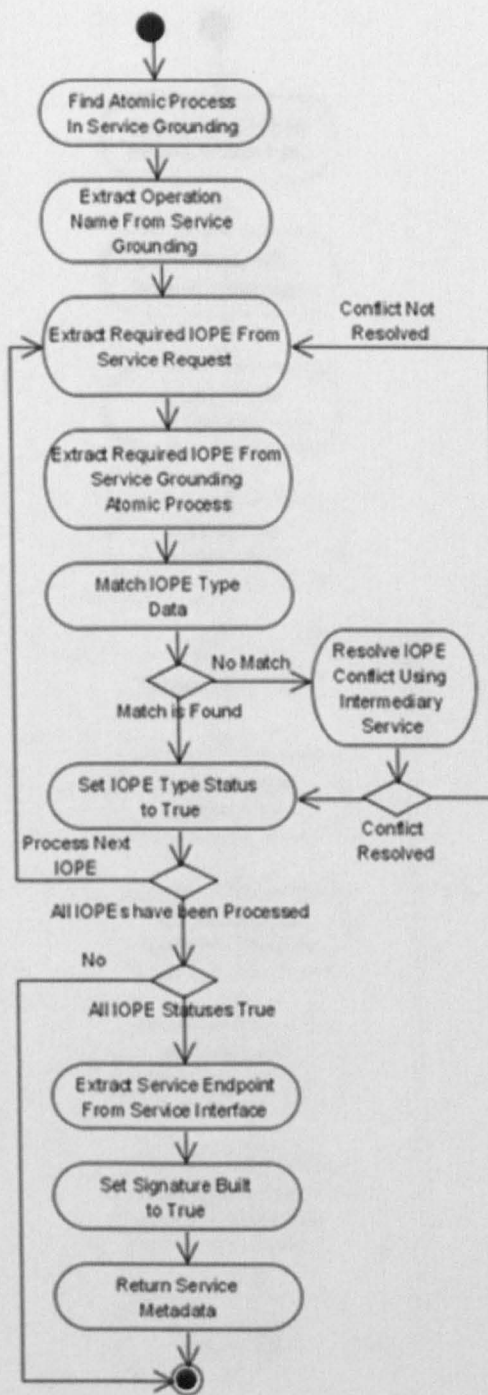 Find Atomic Process
In Service Grounding
Extract Operation
Name From Service
Grounding
Extract Required IOPE From
Service Request
Conflict Not
Resolved
Extract Required IOPE From
Service Grounding
Atomic Process
Match IOPE Type
Data
No Match
Resolve IOPE
Conflict Using
Intermediary
Service
Match is Found
Set IOPE Type Status
to True
Conflict
Resolved
Process Next
IOPE
All IOPEs have been Processed
No
All IOPE Statuses True
Extract Service Endpoint
From Service Interface
Set Signature Built
to True
Return Service
Metadata